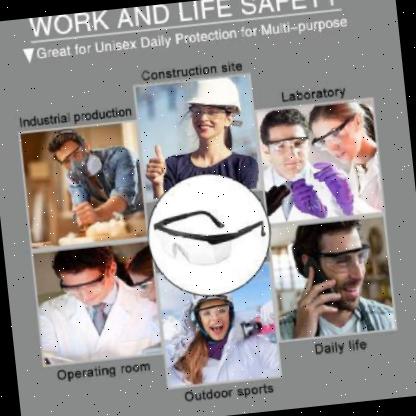 WORK AND LIFE SAFETY
▼Great for Unisex Daily Protection for Multi-purpose
Construction site
Industrial production
Laboratory
Operating room
Daily life
Outdoor sports